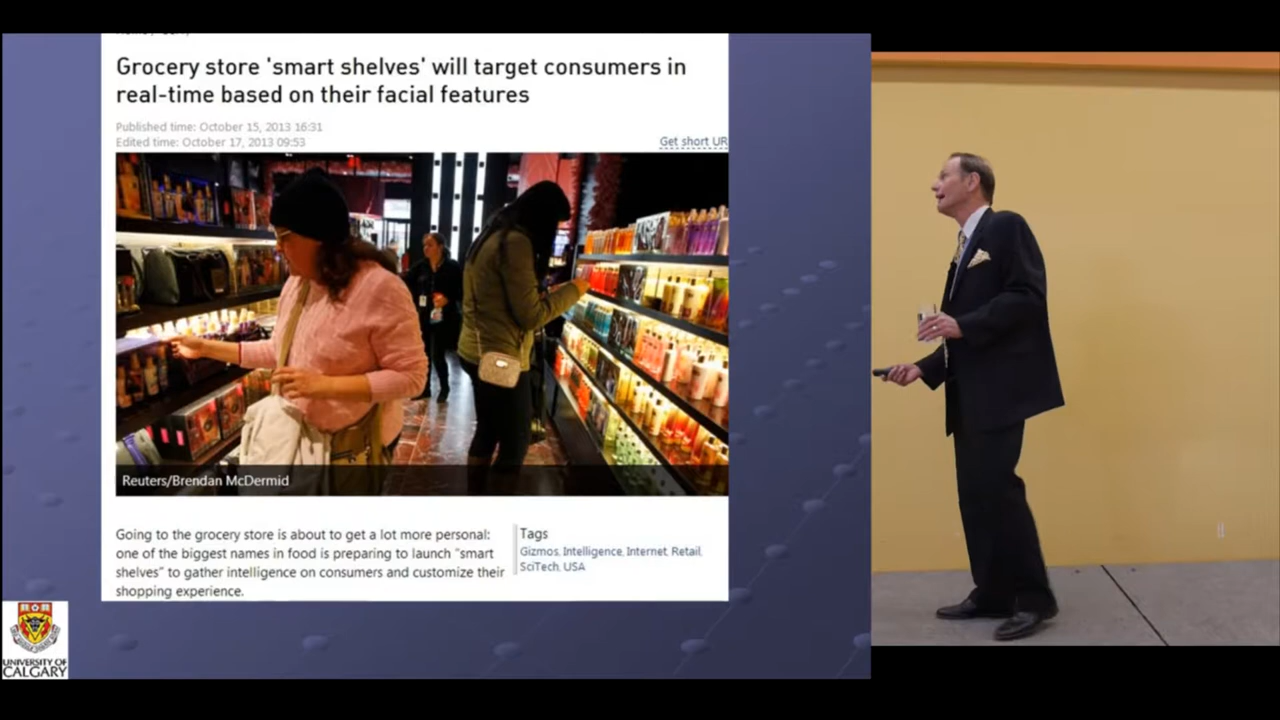 Grocery store 'smart shelves' will target consumers in
real-time based on their facial features
Published time: October 15, 2013 16:31
Edited time: October 17, 2013 09:53
Get short UR
Reuters/Brendan McDermid
Going to the grocery store is about to get a lot more personal:
one of the biggest names in food is preparing to launch "smart
shelves" to gather intelligence on consumers and customize their
shopping experience.
Tags
Gizmos, Intelligence, Internet, Retail,
SciTech, USA
UNIVERSITY OF
CALGARY